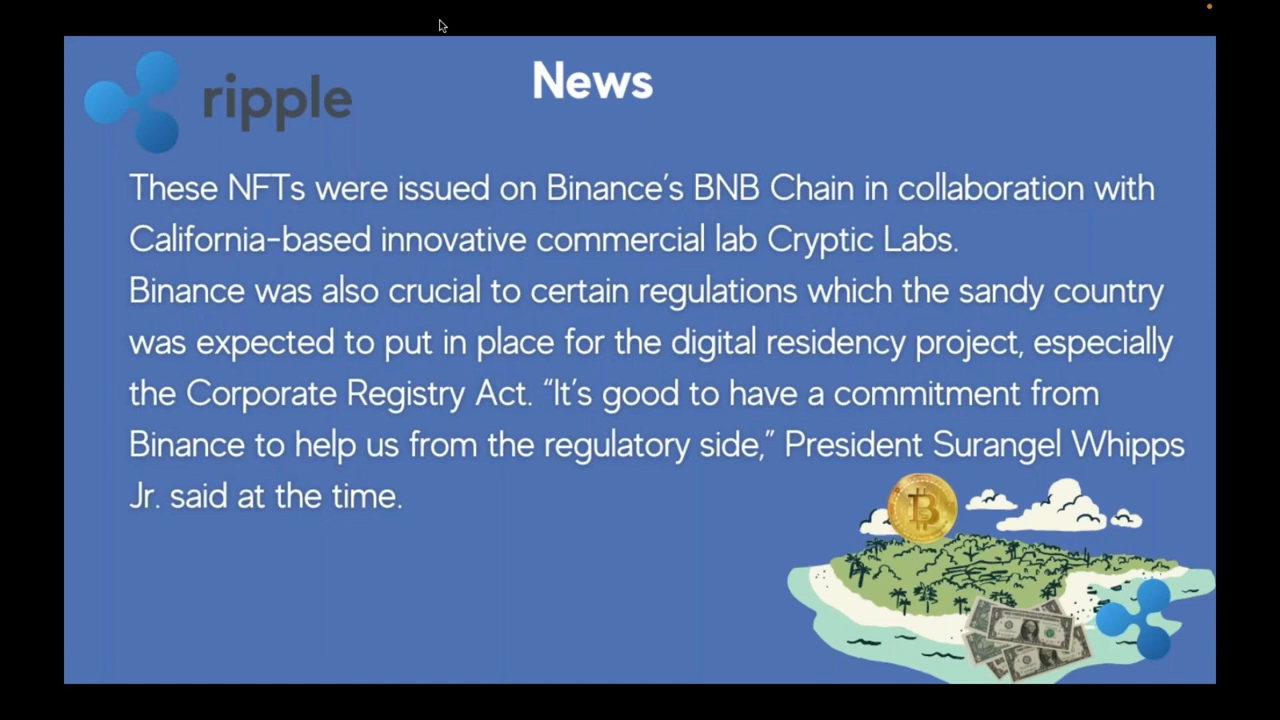 ripple
News
These NFTs were issued on Binance’s BNB Chain in collaboration with
California-based innovative commercial lab Cryptic Labs.
Binance was also crucial to certain regulations which the sandy country
was expected to put in place for the digital residency project, especially
the Corporate Registry Act. “It’s good to have a commitment from
Binance to help us from the regulatory side,” President Surangel Whipps
Jr. said at the time.